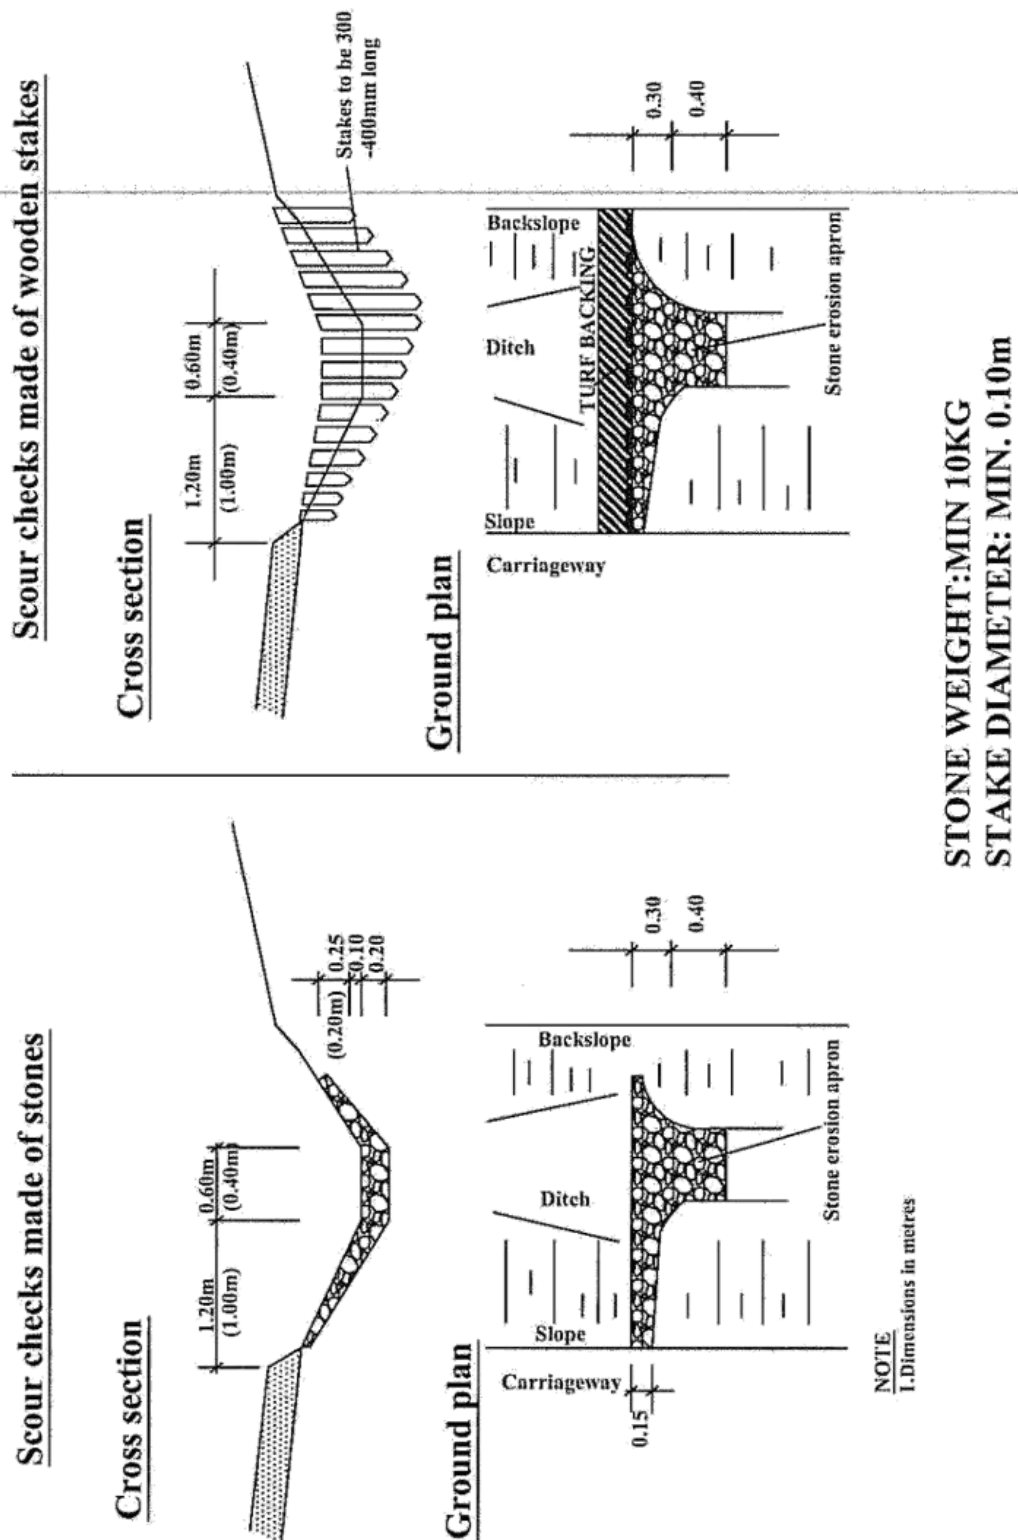 Scour checks made of stones
Cross section
1.20m
(1.00m)
0.60m
(0.40m)
(0.20m)
0.25
0.10
0.20
Ground plan
Carriageway
Slope
Ditch
Backslope
0.15
0.30
0.40
Stone erosion apron
NOTE
1.Dimensions in metres
Scour checks made of wooden stakes
Cross section
1.20m
(1.00m)
0.60m
(0.40m)
Stakes to be 300
-400mm long
Ground plan
Carriageway
Slope
Ditch
Backslope
TURF BACKING
0.30
0.40
Stone erosion apron
STONE WEIGHT:MIN 10KG
STAKE DIAMETER: MIN. 0.10m